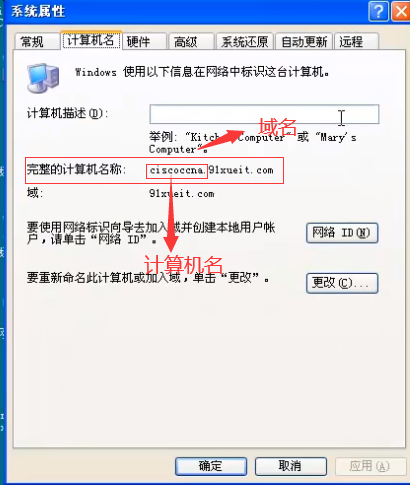 系统属性
常规 计算机名 硬件 高级 系统还原 自动更新 远程
Windows 使用以下信息在网络中标识这台计算机。
计算机描述(D):
域名
举例: "Kitchen Computer" 或 "Mary's
Computer"。
完整的计算机名称: ciscoccna.91xueit.com
域: 91xueit.com
要使用网络标识向导去加入域并创建本地用户帐
户，请单击“网络 ID”。
网络 ID(N)
计算机名
要重新命名此计算机或加入域，单击“更改”。
更改(C)...
确定 取消 应用(A)